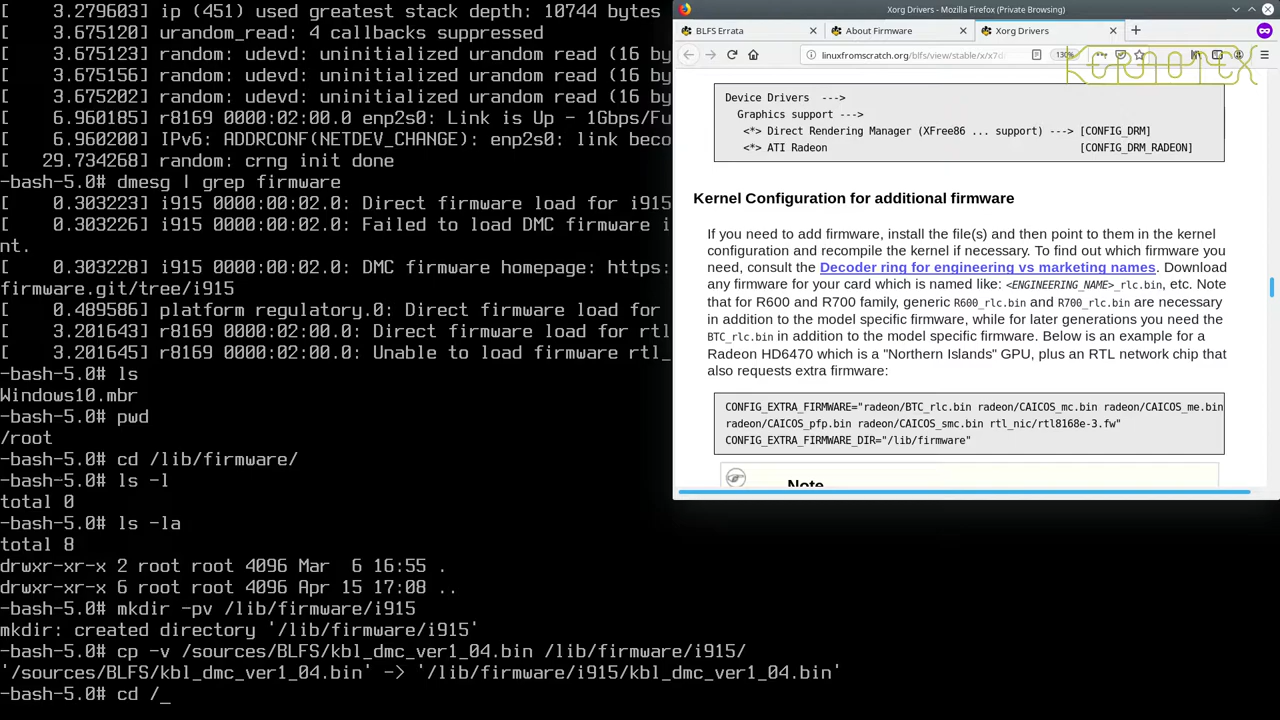 [    3.279603] ip (451) used greatest stack depth: 10744 bytes
[    3.675120] urandom_read: 4 callbacks suppressed
[    3.675123] random: udevd: uninitialized urandom read (16 by
[    3.675156] random: udevd: uninitialized urandom read (16 by
[    3.675202] random: udevd: uninitialized urandom read (16 by
[    6.960185] r8169 0000:02:00.0 enp2s0: Link is Up - 1Gbps/Fu
[    6.960200] IPv6: ADDRCONF(NETDEV_CHANGE): enp2s0: link beco
[   29.734268] random: crng init done
-bash-5.0# dmesg | grep firmware
[    0.303223] i915 0000:00:02.0: Direct firmware load for i915
[    0.303224] i915 0000:00:02.0: Failed to load DMC firmware i
nt.
[    0.303228] i915 0000:00:02.0: DMC firmware homepage: https:
firmware.git/tree/i915
[    0.489586] platform regulatory.0: Direct firmware load for
[    3.201643] r8169 0000:02:00.0: Direct firmware load for rtl
[    3.201645] r8169 0000:02:00.0: Unable to load firmware rtl_
-bash-5.0# ls
Windows10.mbr
-bash-5.0# pwd
/root
-bash-5.0# cd /lib/firmware/
-bash-5.0# ls -l
total 0
-bash-5.0# ls -la
total 8
drwxr-xr-x 2 root root 4096 Mar  6 16:55 .
drwxr-xr-x 6 root root 4096 Apr 15 17:08 ..
-bash-5.0# mkdir -pv /lib/firmware/i915
mkdir: created directory '/lib/firmware/i915'
-bash-5.0# cp -v /sources/BLFS/kbl_dmc_ver1_04.bin /lib/firmware/i915/
'/sources/BLFS/kbl_dmc_ver1_04.bin' -> '/lib/firmware/i915/kbl_dmc_ver1_04.bin'
-bash-5.0# cd /_
Xorg Drivers - Mozilla Firefox (Private Browsing)
BLFS Errata
About Firmware
Xorg Drivers
linuxfromscratch.org/blfs/view/stable/x/x7d
130%
Device Drivers  --->
Graphics support --->
<*> Direct Rendering Manager (XFree86 ... support) ---> [CONFIG_DRM]
<*> ATI Radeon [CONFIG_DRM_RADEON]
Kernel Configuration for additional firmware
If you need to add firmware, install the file(s) and then point to them in the kernel
configuration and recompile the kernel if necessary. To find out which firmware you
need, consult the Decoder ring for engineering vs marketing names. Download
any firmware for your card which is named like: <ENGINEERING_NAME>_rlc.bin, etc. Note
that for R600 and R700 family, generic R600_rlc.bin and R700_rlc.bin are necessary
in addition to the model specific firmware, while for later generations you need the
BTC_rlc.bin in addition to the model specific firmware. Below is an example for a
Radeon HD6470 which is a "Northern Islands" GPU, plus an RTL network chip that
also requests extra firmware:
CONFIG_EXTRA_FIRMWARE="radeon/BTC_rlc.bin radeon/CAICOS_mc.bin radeon/CAICOS_me.bin
radeon/CAICOS_pfp.bin radeon/CAICOS_smc.bin rtl_nic/rtl8168e-3.fw"
CONFIG_EXTRA_FIRMWARE_DIR="/lib/firmware"
Note